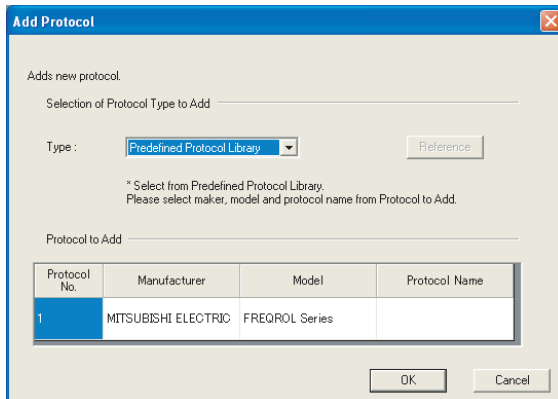 Add Protocol
Adds new protocol.
Selection of Protocol Type to Add
Type :
Predefined Protocol Library
Reference
* Select from Predefined Protocol Library.
Please select maker, model and protocol name from Protocol to Add.
Protocol to Add
Protocol No. Manufacturer Model Protocol Name
1 MITSUBISHI ELECTRIC FREQROL Series
OK Cancel